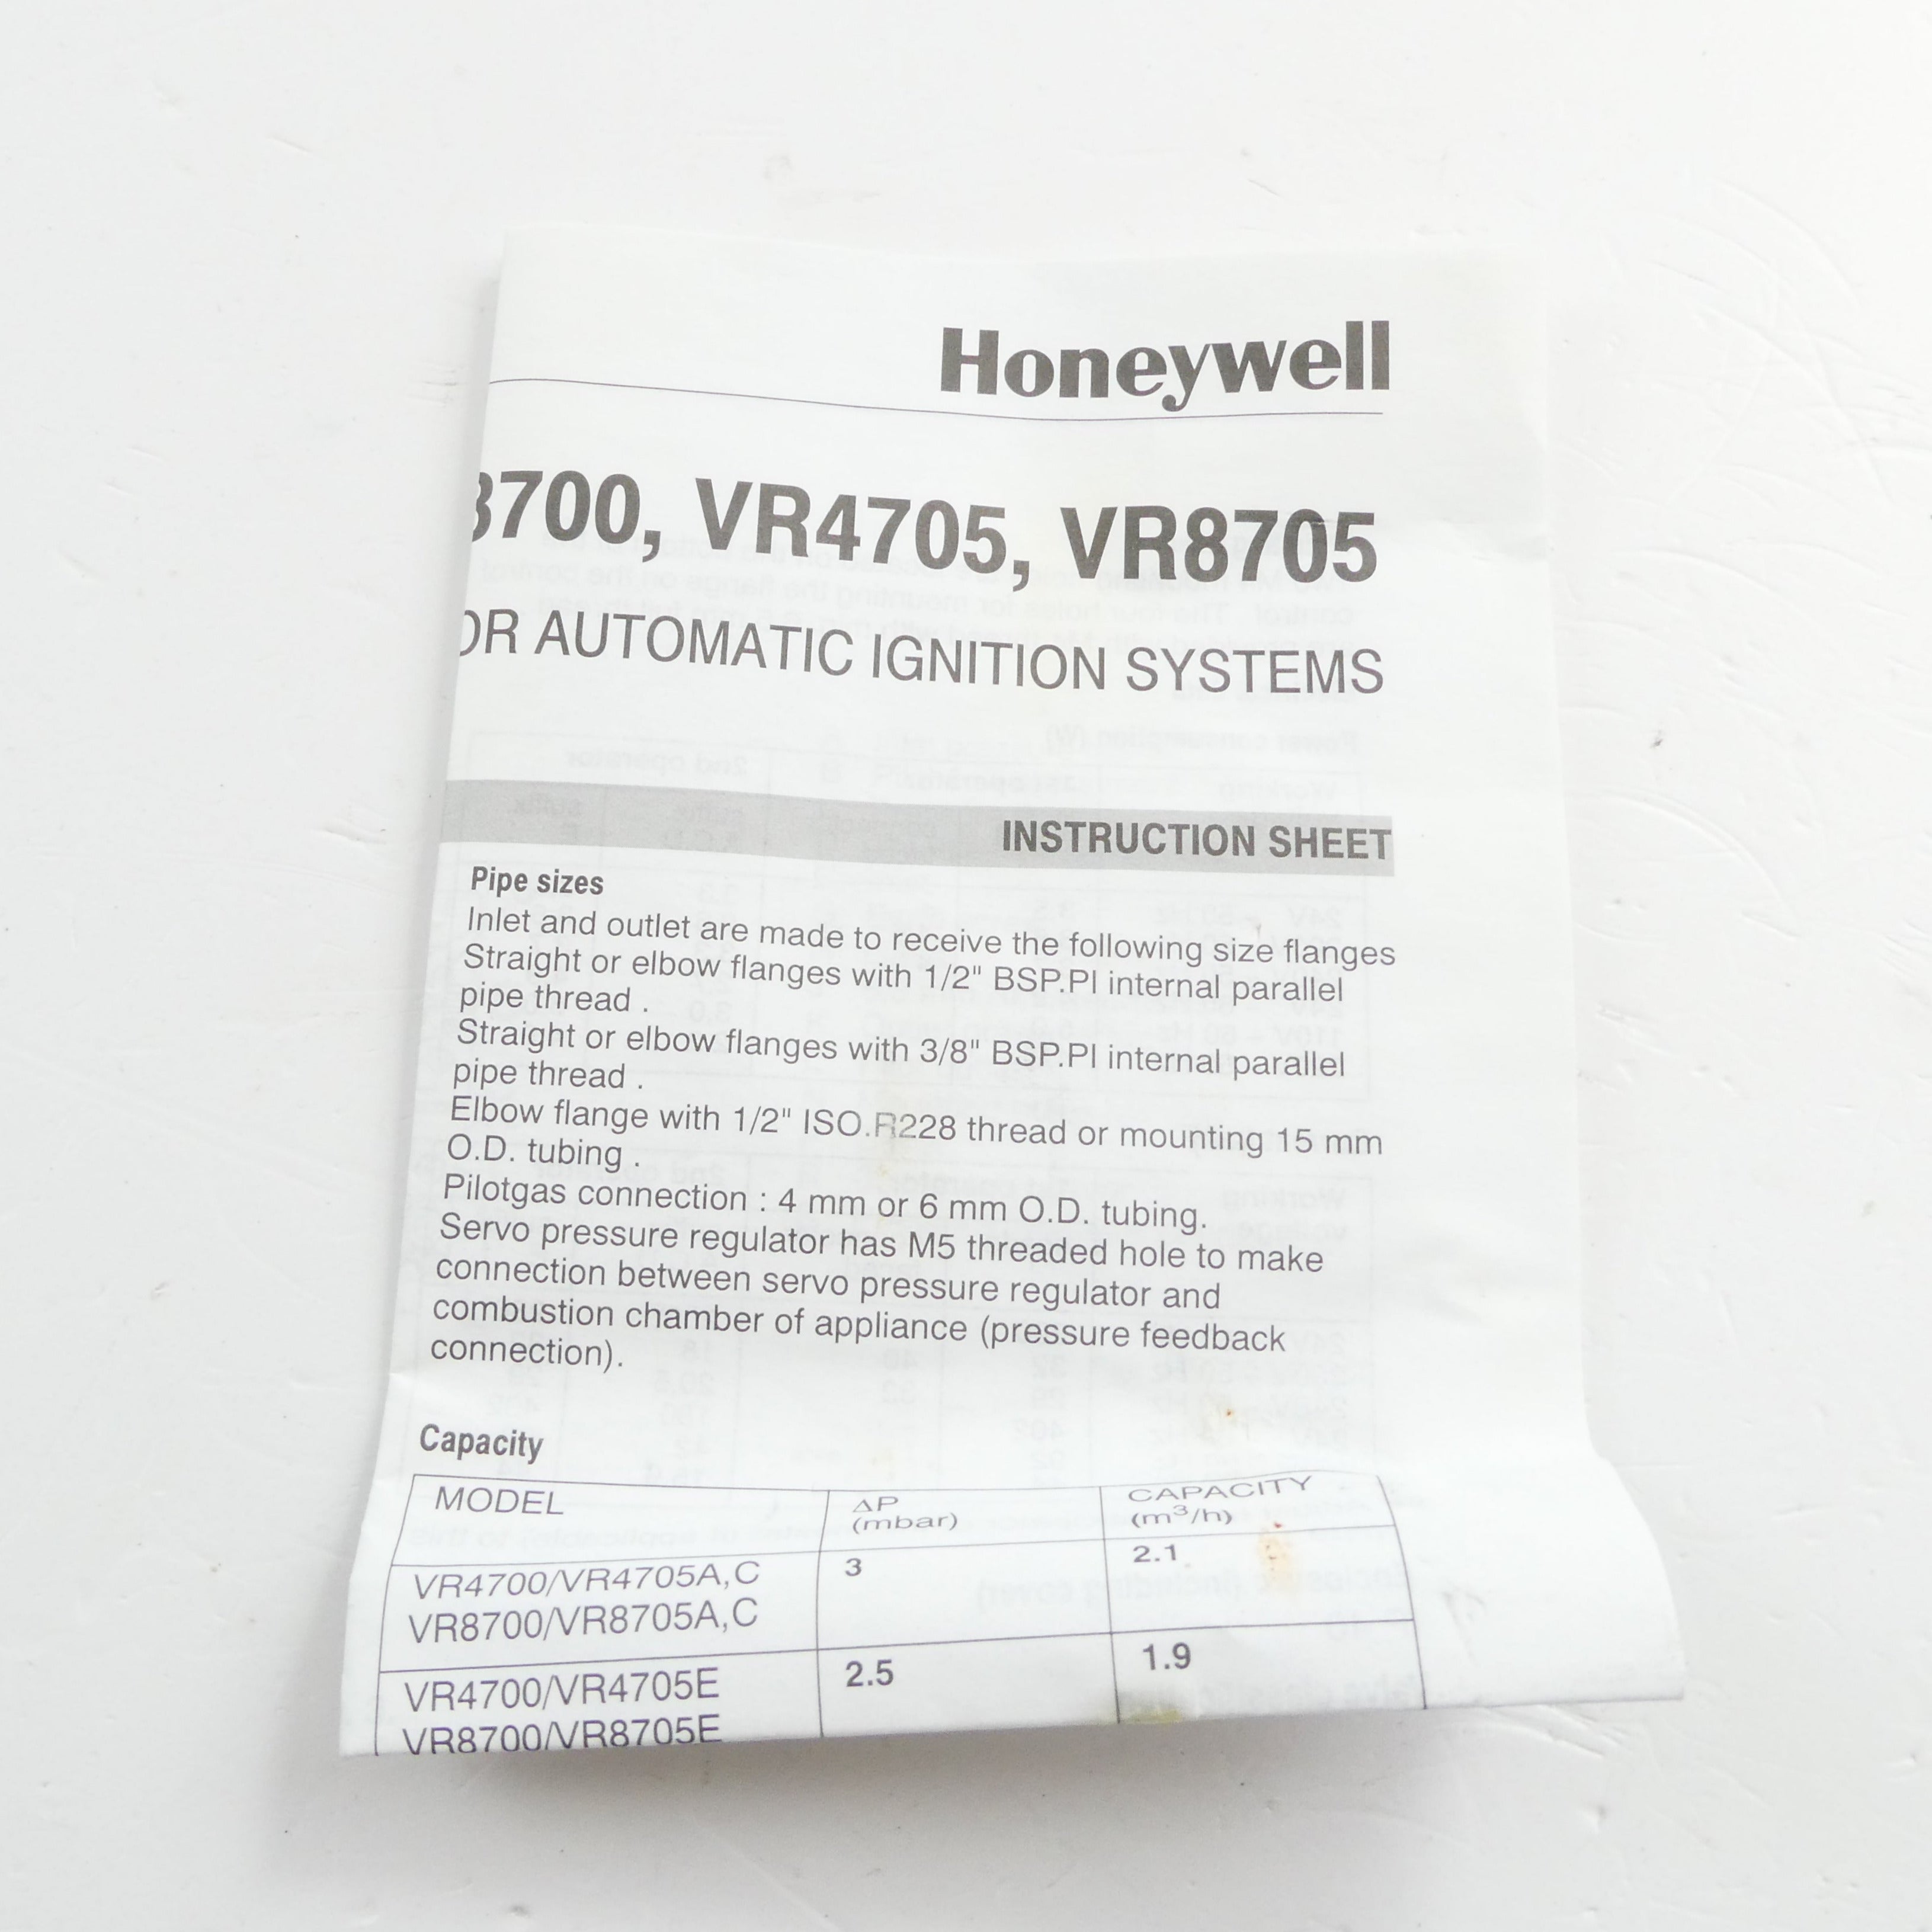 Honeywell
8700, VR4705, VR8705
OR AUTOMATIC IGNITION SYSTEMS
INSTRUCTION SHEET
Pipe sizes
Inlet and outlet are made to receive the following size flanges
Straight or elbow flanges with 1/2" BSP.Pl internal parallel
pipe thread .
Straight or elbow flanges with 3/8" BSP.Pl internal parallel
pipe thread .
Elbow flange with 1/2" ISO.R228 thread or mounting 15 mm
O.D. tubing .
Pilotgas connection : 4 mm or 6 mm O.D. tubing.
Servo pressure regulator has M5 threaded hole to make
connection between servo pressure regulator and
combustion chamber of appliance (pressure feedback
connection).
Capacity
MODEL ΔP (mbar) CAPACITY (m³/h)
VR4700/VR4705A,C 3 2.1
VR8700/VR8705A,C
VR4700/VR4705E 2.5 1.9
VR8700/VR8705E